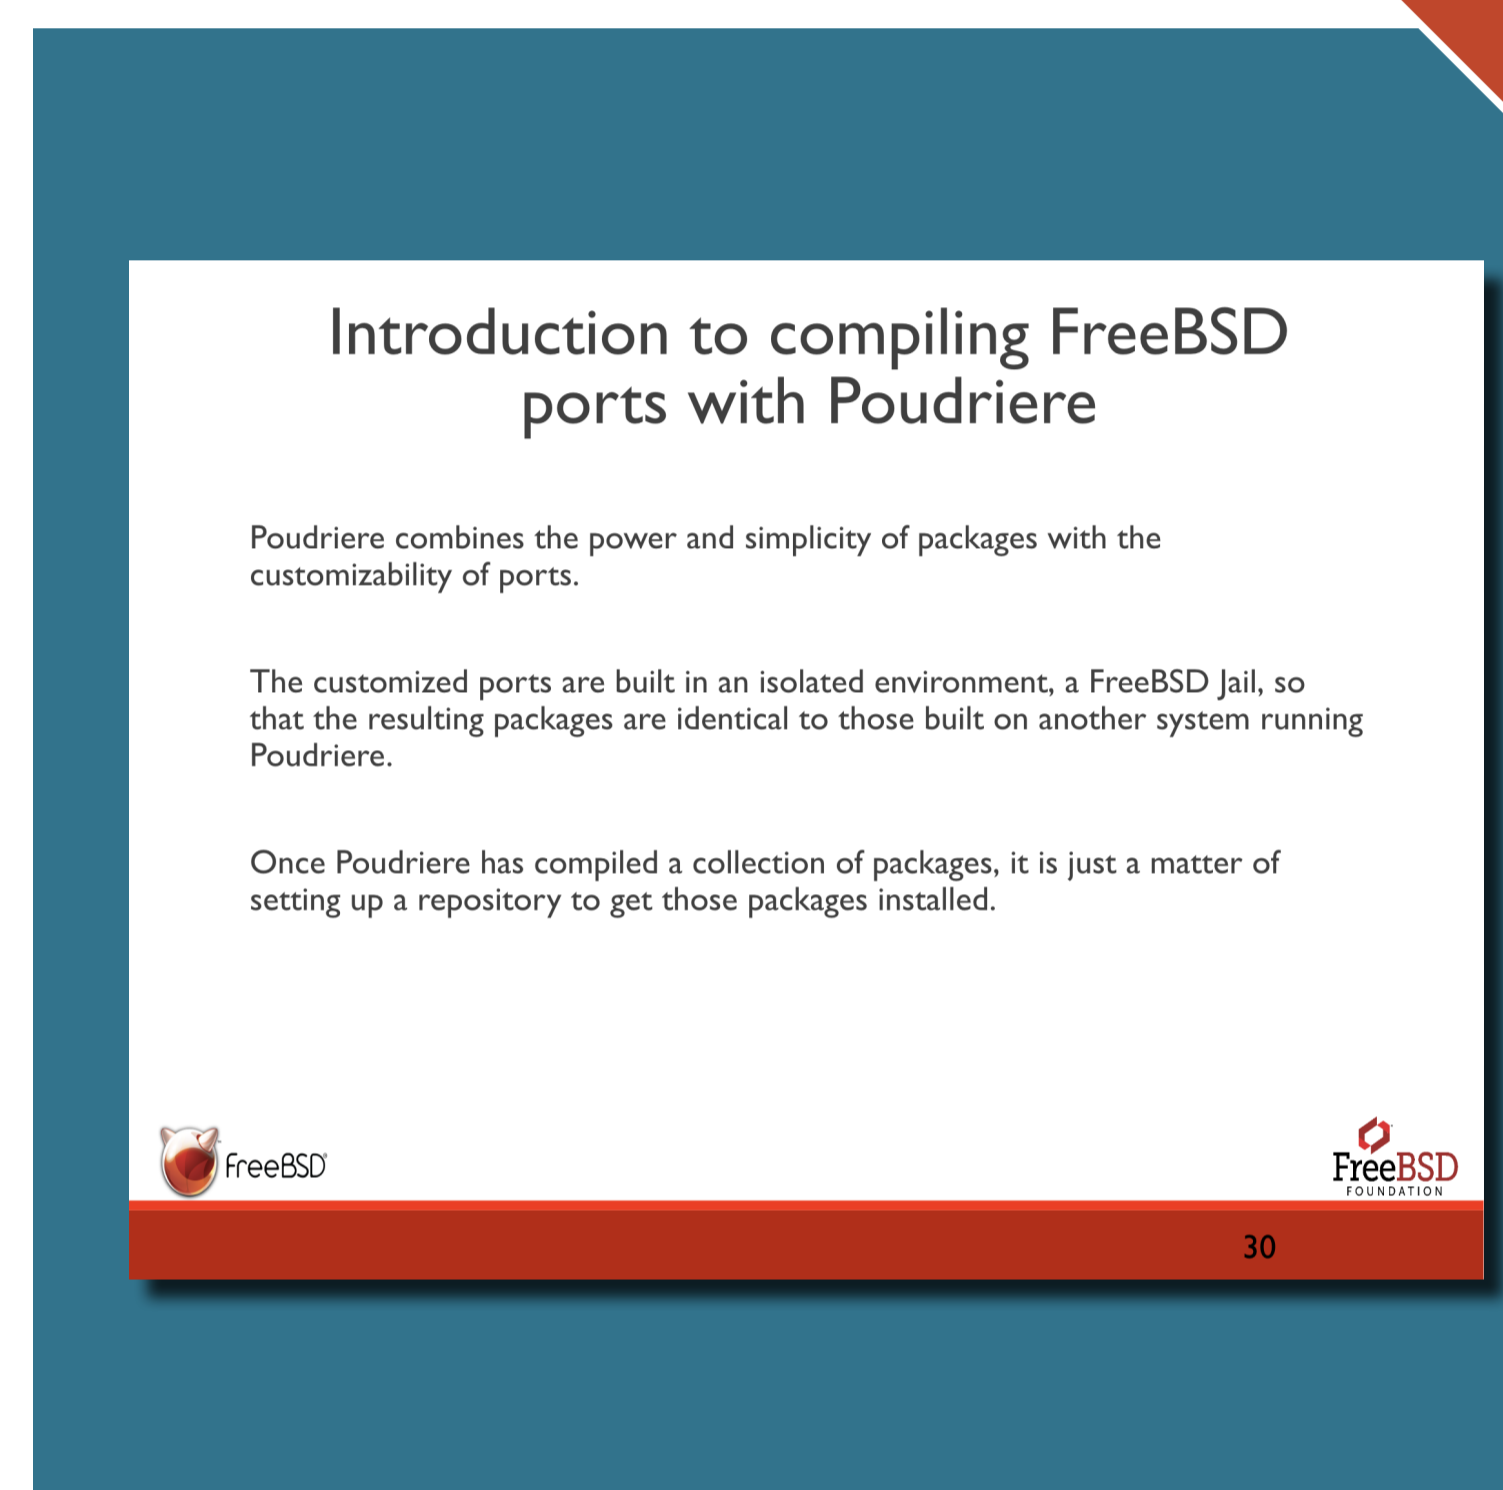 Introduction to compiling FreeBSD
ports with Poudriere
Poudriere combines the power and simplicity of packages with the
customizability of ports.
The customized ports are built in an isolated environment, a FreeBSD Jail, so
that the resulting packages are identical to those built on another system running
Poudriere.
Once Poudriere has compiled a collection of packages, it is just a matter of
setting up a repository to get those packages installed.
FreeBSD
FreeBSD
FOUNDATION
30